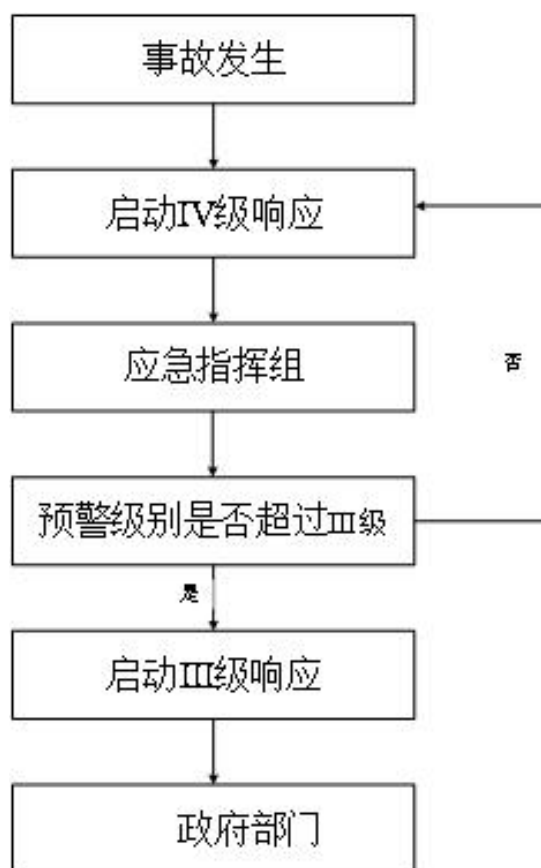 事故发生
启动IV级响应
应急指挥组
否
预警级别是否超过III级
是
启动III级响应
政府部门